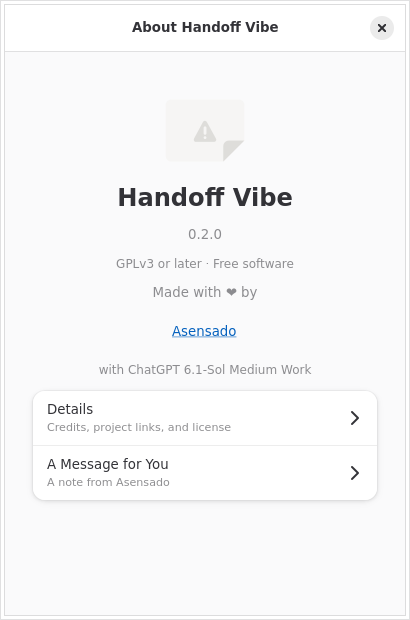 About Handoff Vibe
Handoff Vibe
0.2.0
GPLv3 or later · Free software
Made with ❤ by
Asensado
with ChatGPT 6.1-Sol Medium Work
Details
Credits, project links, and license
A Message for You
A note from Asensado